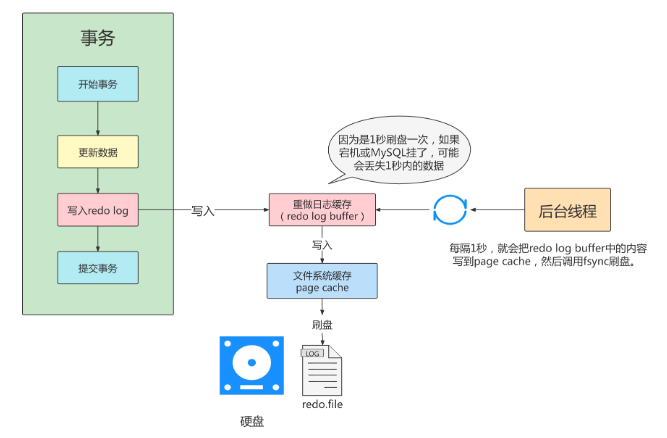 事务
开始事务
更新数据
写入redo log
提交事务
写入
因为是1秒刷盘一次，如果
宕机或MySQL挂了，可能
会丢失1秒内的数据
重做日志缓存
（redo log buffer）
写入
文件系统缓存
page cache
刷盘
LOG
redo.file
硬盘
后台线程
每隔1秒，就会把redo log buffer中的内容
写到page cache，然后调用fsync刷盘。